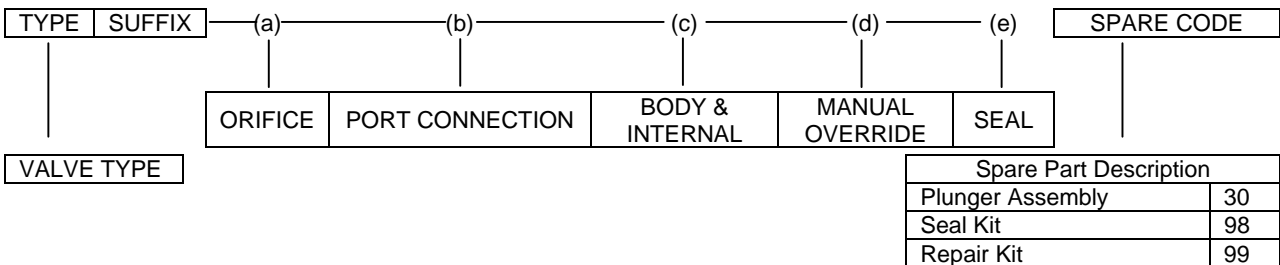 TYPE SUFFIX (a) (b) (c) (d) (e) SPARE CODE
ORIFICE PORT CONNECTION BODY & INTERNAL MANUAL OVERRIDE SEAL
VALVE TYPE
Spare Part Description
Plunger Assembly 30
Seal Kit 98
Repair Kit 99